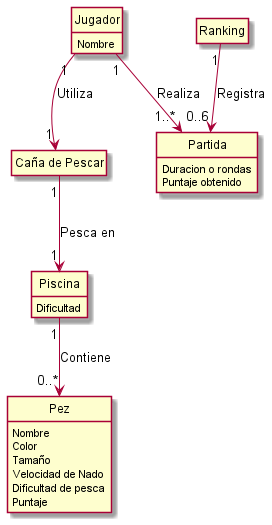 Jugador
Nombre
Ranking
1
1
1
Utiliza
Realiza
Registra
1
1..*
0..6
Caña de Pescar
Partida
Duracion o rondas
Puntaje obtenido
1
Pesca en
1
Piscina
Dificultad
1
Contiene
0..*
Pez
Nombre
Color
Tamaño
Velocidad de Nado
Dificultad de pesca
Puntaje